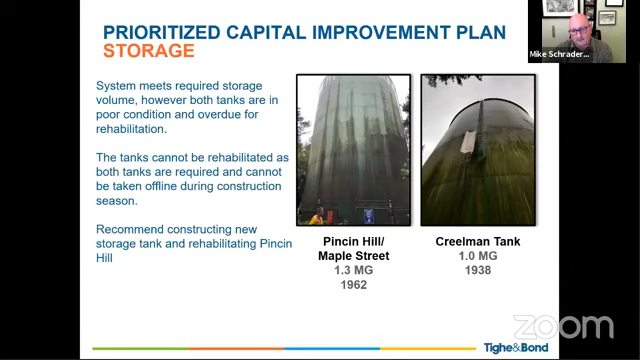 PRIORITIZED CAPITAL IMPROVEMENT PLAN
STORAGE
Mike Schrader...
System meets required storage
volume, however both tanks are in
poor condition and overdue for
rehabilitation.
The tanks cannot be rehabilitated as
both tanks are required and cannot
be taken offline during construction
season.
Recommend constructing new
storage tank and rehabilitating Pincin
Hill
Pincin Hill/
Maple Street
1.3 MG
1962
Creelman Tank
1.0 MG
1938
zoom
Tighe&Bond